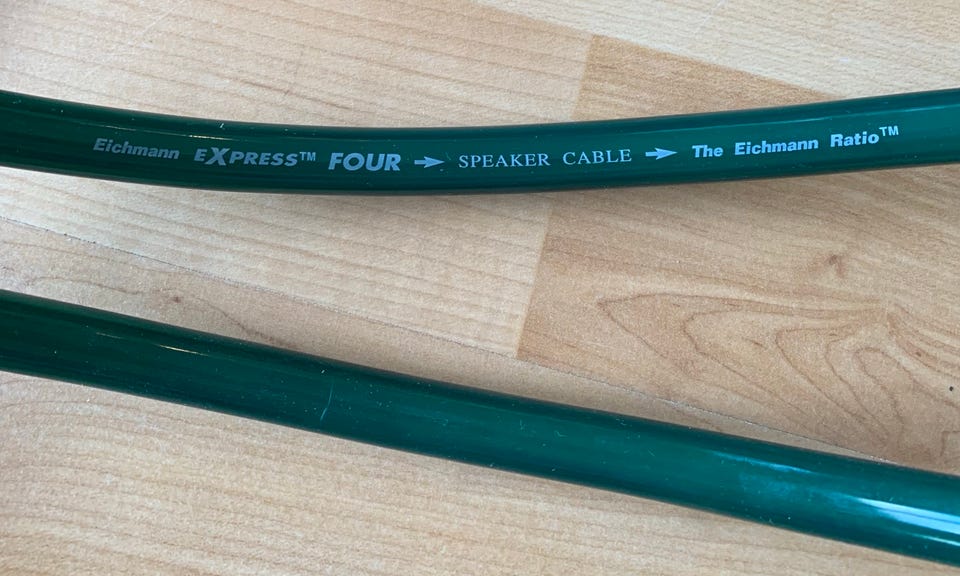 Eichmann eXPRESS™ FOUR → SPEAKER CABLE → The Eichmann Ratio™